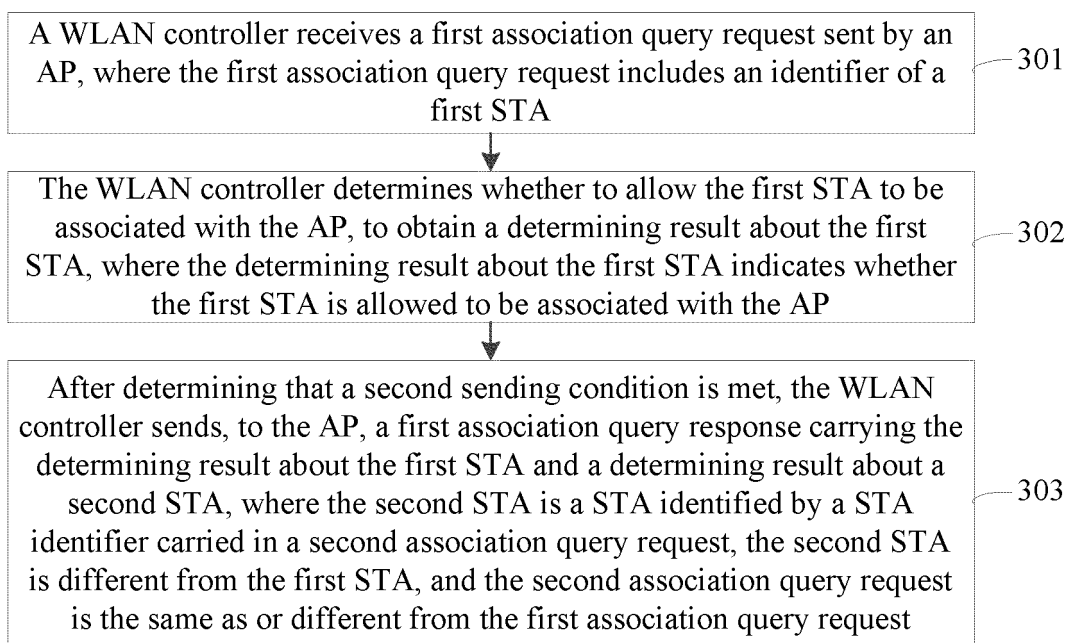 A WLAN controller receives a first association query request sent by an
AP, where the first association query request includes an identifier of a
first STA
301
The WLAN controller determines whether to allow the first STA to be
associated with the AP, to obtain a determining result about the first
STA, where the determining result about the first STA indicates whether
the first STA is allowed to be associated with the AP
302
After determining that a second sending condition is met, the WLAN
controller sends, to the AP, a first association query response carrying the
determining result about the first STA and a determining result about a
second STA, where the second STA is a STA identified by a STA
identifier carried in a second association query request, the second STA
is different from the first STA, and the second association query request
is the same as or different from the first association query request
303